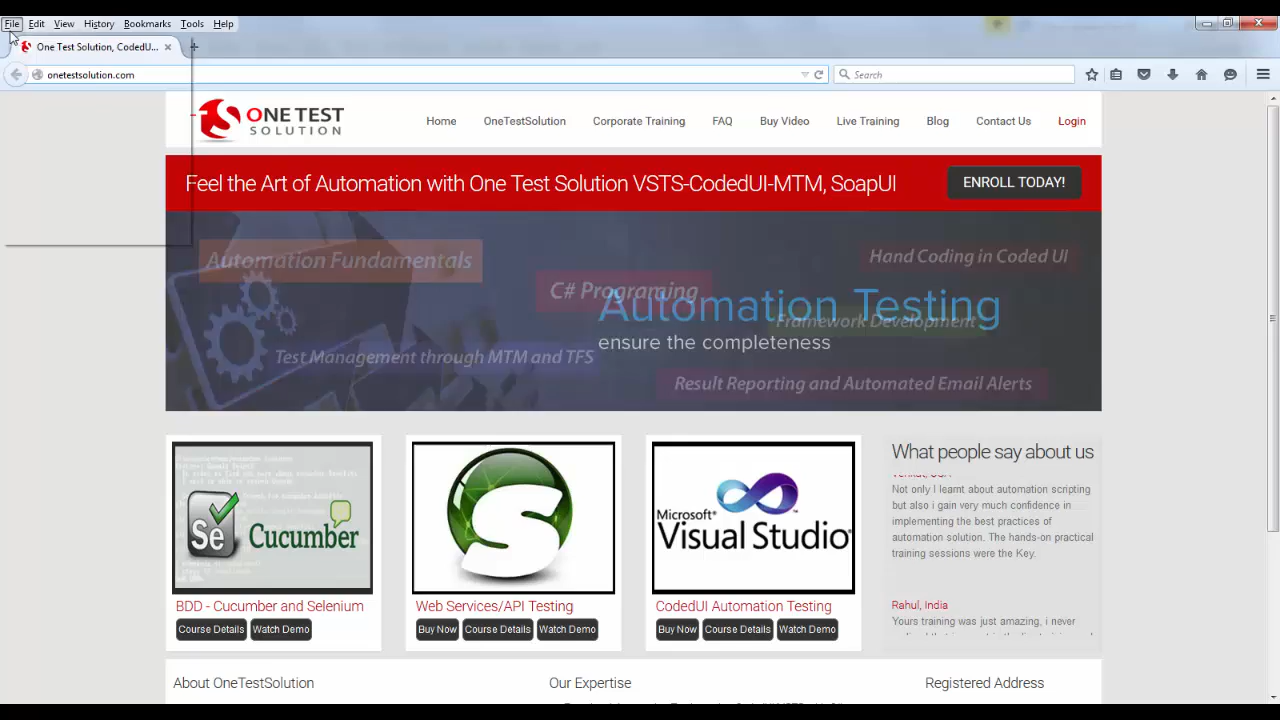 File Edit View History Bookmarks Tools Help
One Test Solution, CodedU...
onetestsolution.com
Search
ONE TEST
SOLUTION
Home OneTestSolution Corporate Training FAQ Buy Video Live Training Blog Contact Us Login
Feel the Art of Automation with One Test Solution VSTS-CodedUI-MTM, SoapUI
ENROLL TODAY!
Automation Fundamentals
Hand Coding in Coded UI
C# Programing
Automation Testing
Framework Development
ensure the completeness
Test Management through MTM and TFS
Result Reporting and Automated Email Alerts
Se Cucumber
S
Microsoft®
Visual Studio
BDD - Cucumber and Selenium
Course Details Watch Demo
Web Services/API Testing
Buy Now Course Details Watch Demo
CodedUI Automation Testing
Buy Now Course Details Watch Demo
What people say about us
Not only I learnt about automation scripting
but also i gain very much confidence in
implementing the best practices of
automation solution. The hands-on practical
training sessions were the Key.
Rahul, India
Yours training was just amazing, i never
About OneTestSolution
Our Expertise
Registered Address